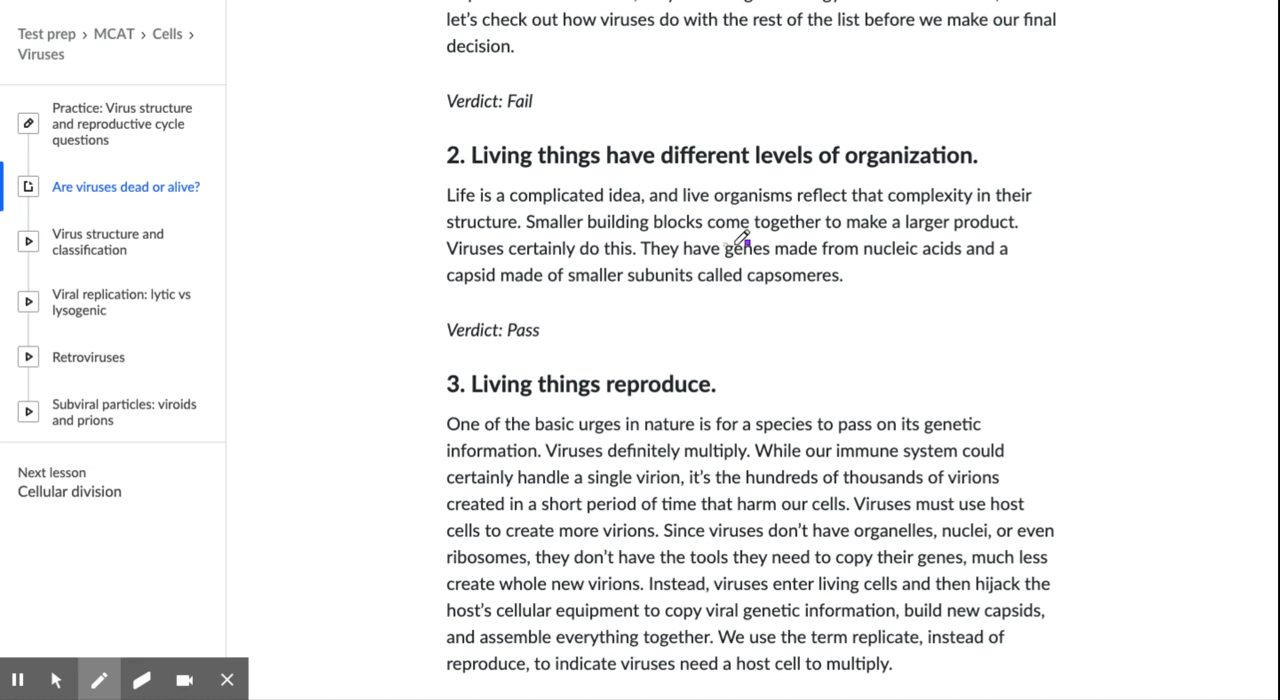 Test prep › MCAT › Cells ›
Viruses
Practice: Virus structure
and reproductive cycle
questions
Are viruses dead or alive?
Virus structure and
classification
Viral replication: lytic vs
lysogenic
Retroviruses
Subviral particles: viroids
and prions
Next lesson
Cellular division
let’s check out how viruses do with the rest of the list before we make our final
decision.
Verdict: Fail
2. Living things have different levels of organization.
Life is a complicated idea, and live organisms reflect that complexity in their
structure. Smaller building blocks come together to make a larger product.
Viruses certainly do this. They have genes made from nucleic acids and a
capsid made of smaller subunits called capsomeres.
Verdict: Pass
3. Living things reproduce.
One of the basic urges in nature is for a species to pass on its genetic
information. Viruses definitely multiply. While our immune system could
certainly handle a single virion, it’s the hundreds of thousands of virions
created in a short period of time that harm our cells. Viruses must use host
cells to create more virions. Since viruses don’t have organelles, nuclei, or even
ribosomes, they don’t have the tools they need to copy their genes, much less
create whole new virions. Instead, viruses enter living cells and then hijack the
host’s cellular equipment to copy viral genetic information, build new capsids,
and assemble everything together. We use the term replicate, instead of
reproduce, to indicate viruses need a host cell to multiply.